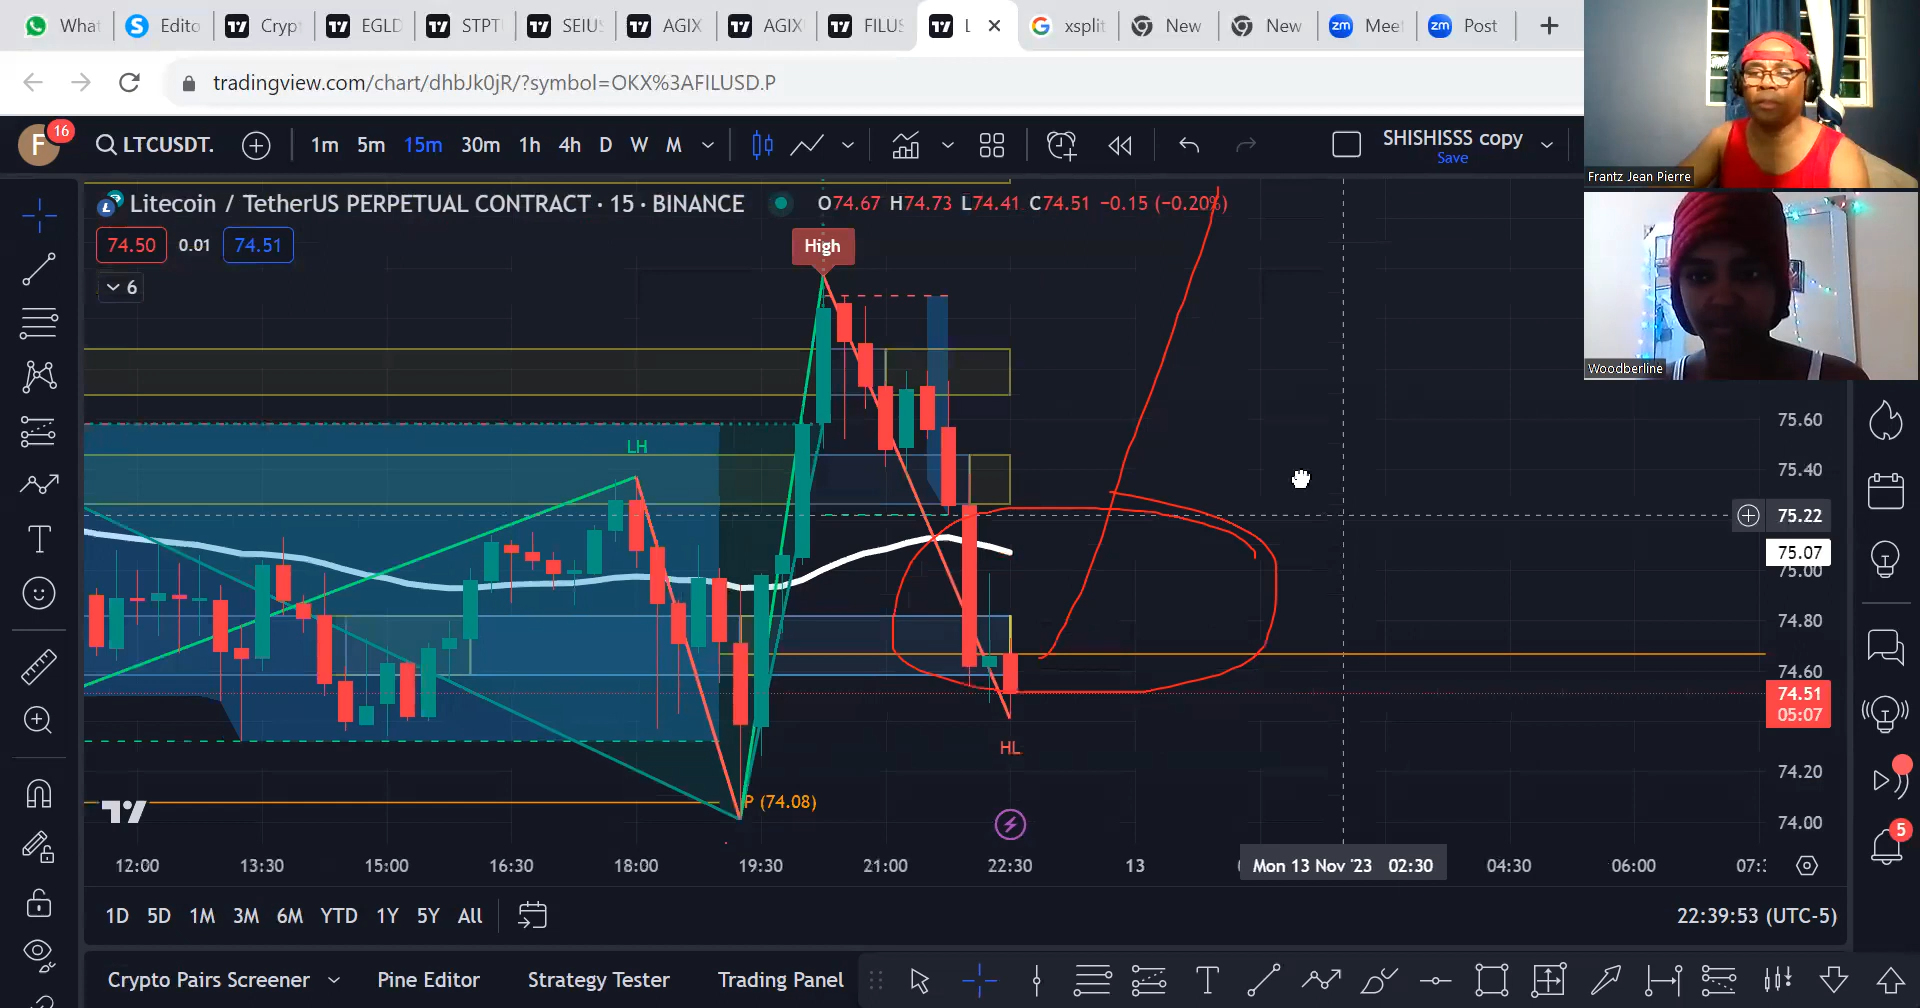 What
Edito
Crypt
EGLD
STPT
SEIUS
AGIX
AGIX
FILUS
L
xsplit
New
New
zm Meet
zm Post
tradingview.com/chart/dhbJk0jR/?symbol=OKX%3AFILUSD.P
F 16
LTCUSDT.
1m 5m 15m 30m 1h 4h D W M
SHISHISSS copy
Save
Litecoin / TetherUS PERPETUAL CONTRACT · 15 · BINANCE
O74.67 H74.73 L74.41 C74.51 −0.15 (−0.20%)
74.50 0.01 74.51
6
High
LH
HL
P (74.08)
75.60
75.40
75.22
75.07
75.00
74.80
74.60
74.51
05:07
74.20
74.00
12:00 13:30 15:00 16:30 18:00 19:30 21:00 22:30 13 Mon 13 Nov '23 02:30 04:30 06:00
1D 5D 1M 3M 6M YTD 1Y 5Y All
22:39:53 (UTC-5)
Crypto Pairs Screener Pine Editor Strategy Tester Trading Panel
Frantz Jean Pierre
Woodberline
5